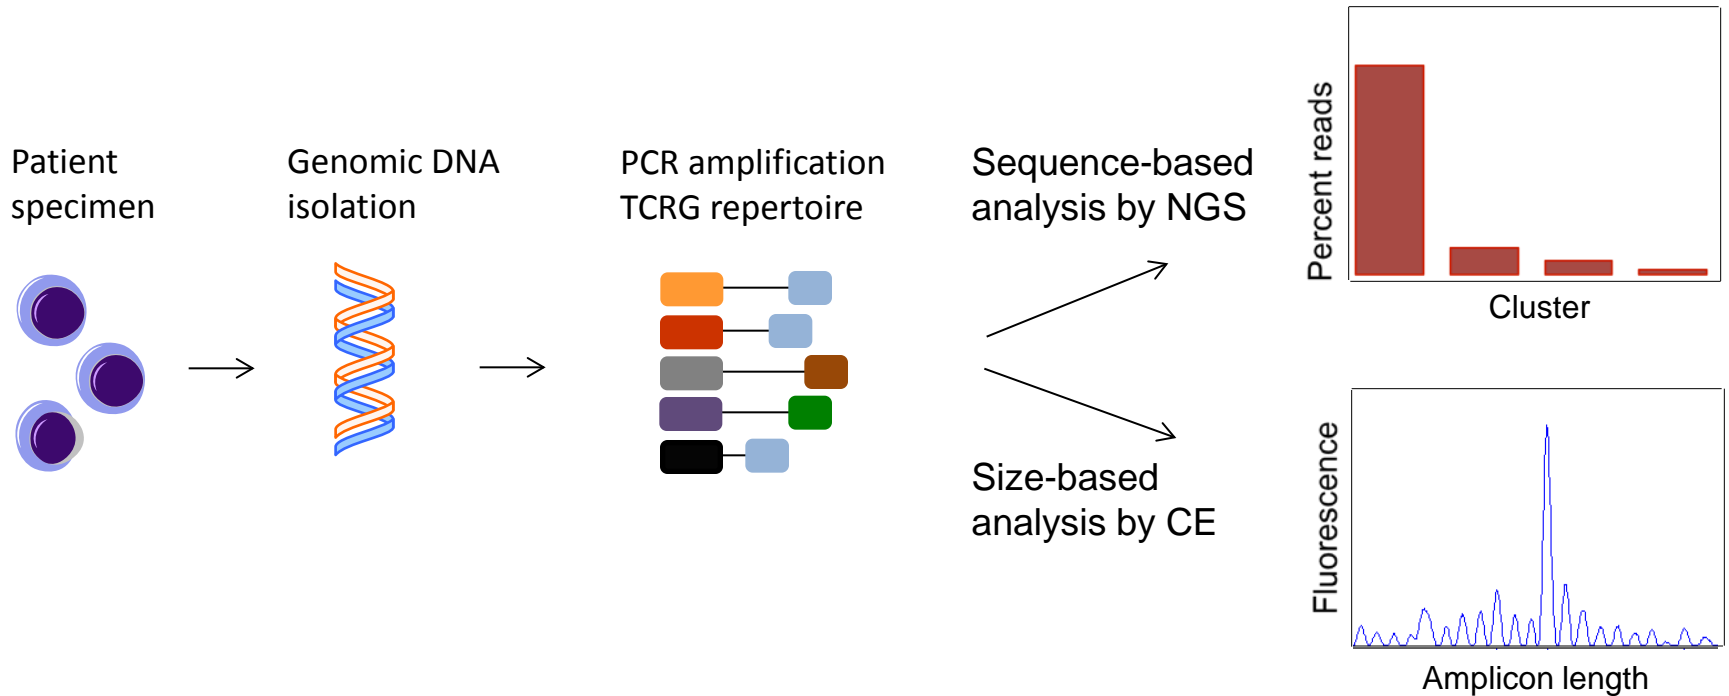 Patient
specimen
Genomic DNA
isolation
PCR amplification
TCRG repertoire
Sequence-based
analysis by NGS
Percent reads
Cluster
Size-based
analysis by CE
Fluorescence
Amplicon length